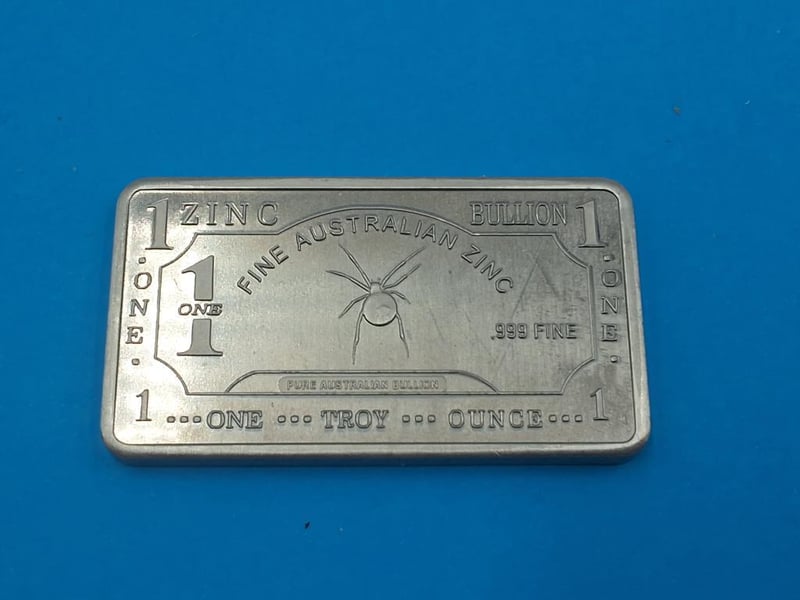 1 ZINC BULLION 1
FINE AUSTRALIAN ZINC
.ONE.
1
ONE
.ONE.
.999 FINE
PURE AUSTRALIAN BULLION
1 ··· ONE ··· TROY ··· OUNCE ··· 1